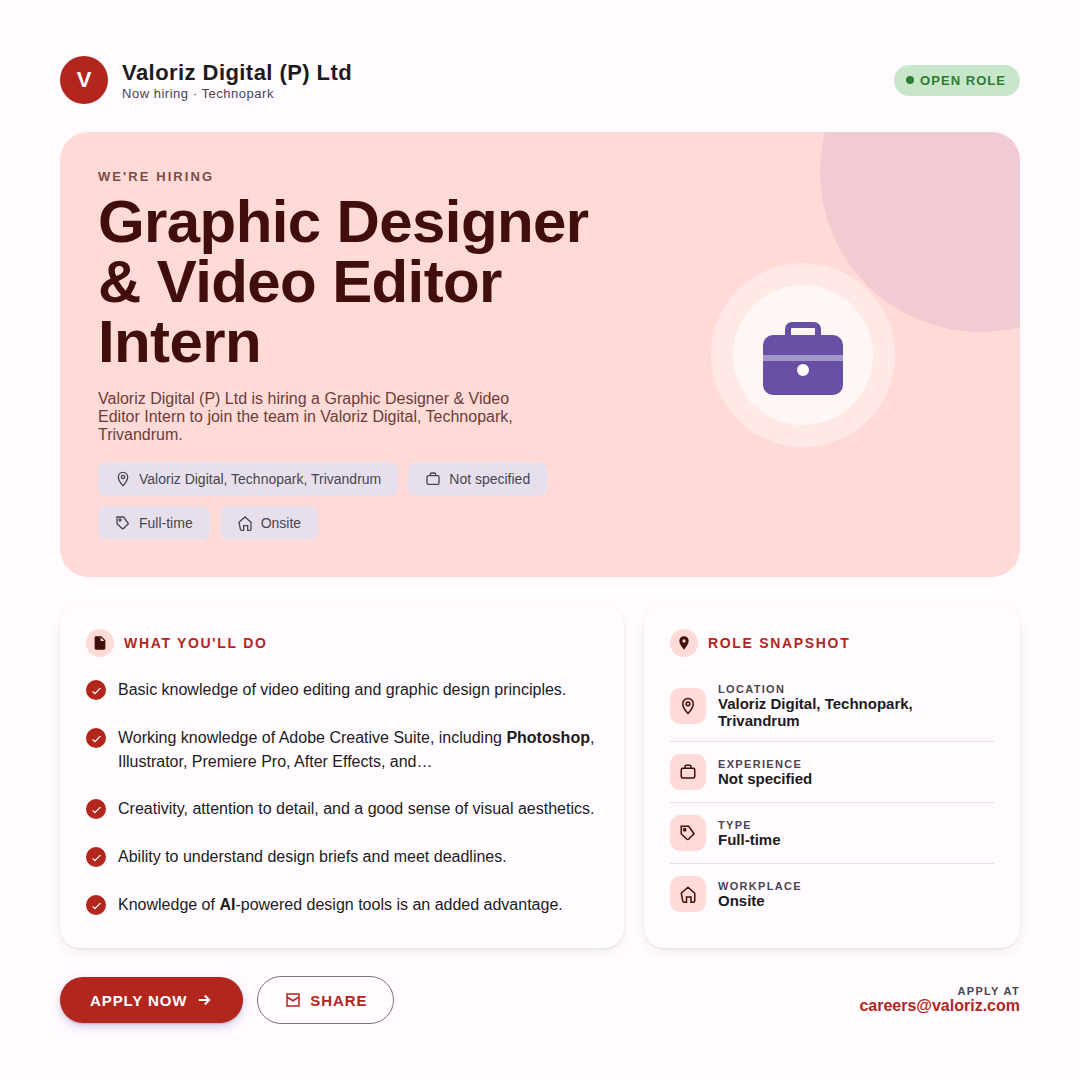 V
Valoriz Digital (P) Ltd
Now hiring · Technopark
OPEN ROLE
WE'RE HIRING
Graphic Designer
& Video Editor
Intern
Valoriz Digital (P) Ltd is hiring a Graphic Designer & Video
Editor Intern to join the team in Valoriz Digital, Technopark,
Trivandrum.
Valoriz Digital, Technopark, Trivandrum
Not specified
Full-time
Onsite
WHAT YOU'LL DO
Basic knowledge of video editing and graphic design principles.
Working knowledge of Adobe Creative Suite, including Photoshop,
Illustrator, Premiere Pro, After Effects, and…
Creativity, attention to detail, and a good sense of visual aesthetics.
Ability to understand design briefs and meet deadlines.
Knowledge of AI-powered design tools is an added advantage.
ROLE SNAPSHOT
LOCATION
Valoriz Digital, Technopark,
Trivandrum
EXPERIENCE
Not specified
TYPE
Full-time
WORKPLACE
Onsite
APPLY NOW
SHARE
APPLY AT
careers@valoriz.com